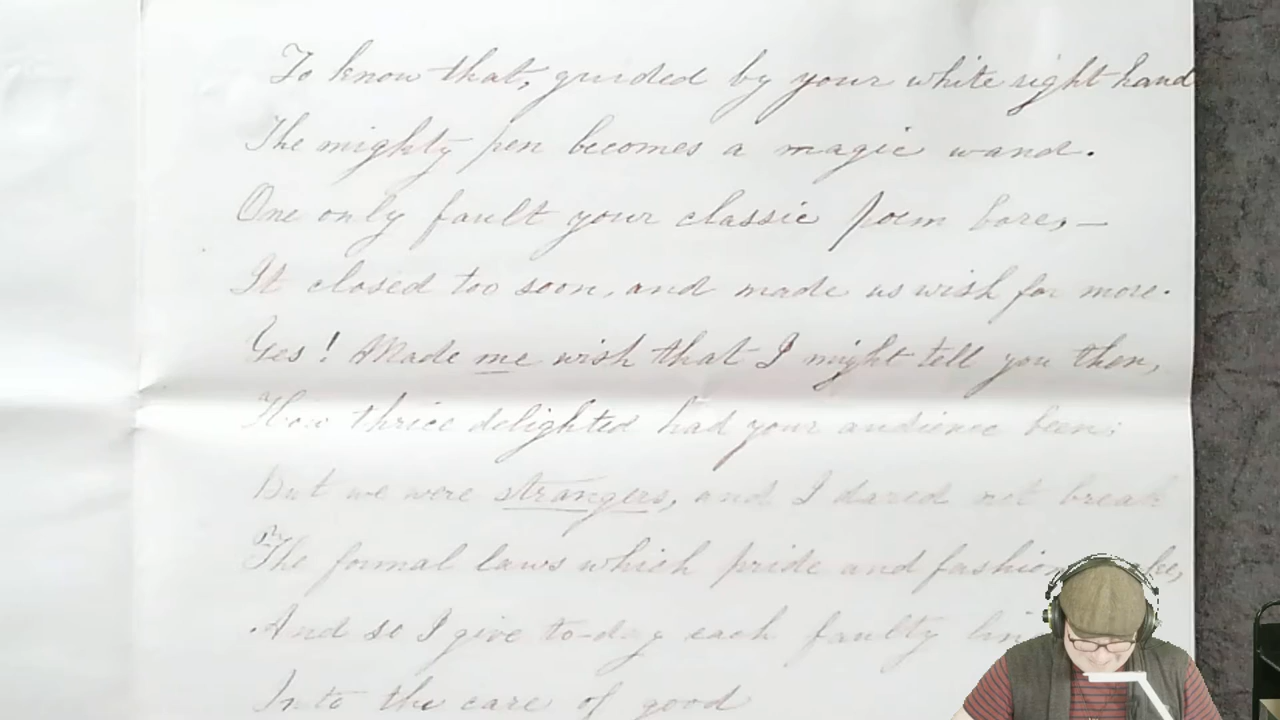 To know that, guided by your white right hand
The mighty pen becomes a magic wand.
One only fault your classic poem bore,—
It closed too soon, and made us wish for more.
Yes! Made me wish that I might tell you then,
How thrice delighted had your audience been;
But we were strangers, and I dared not break
The formal laws which pride and fashion
And so I give to-day each faulty
Into the care of good